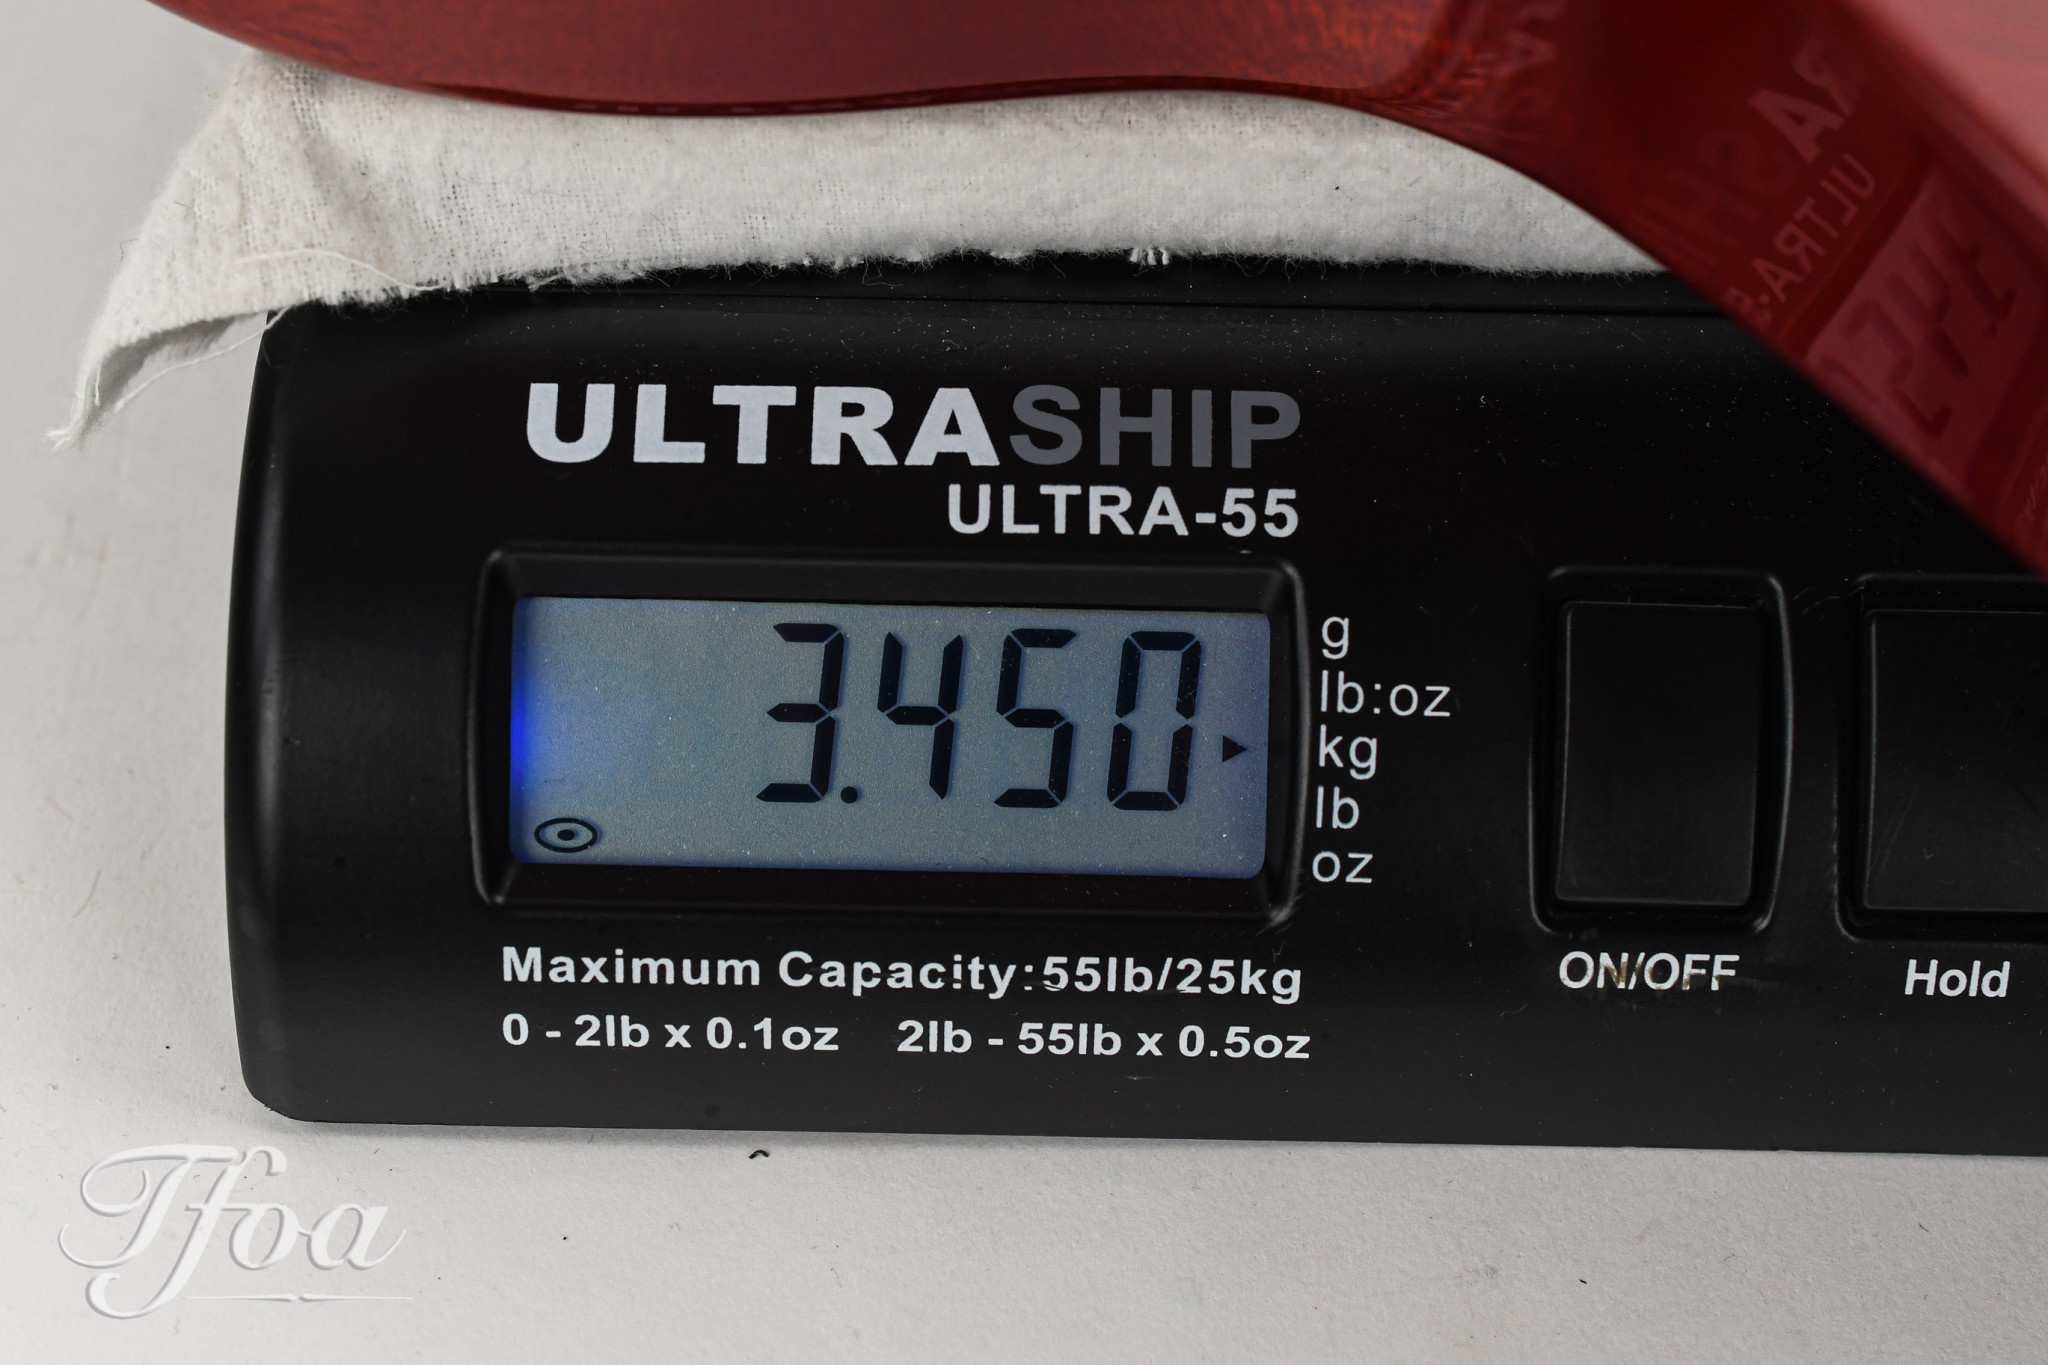 ULTRASHIP
ULTRA-55
3.450
g
lb:oz
kg
lb
oz
ON/OFF
Hold
Maximum Capacity:55lb/25kg
0 - 2lb x 0.1oz 2lb - 55lb x 0.5oz
Tfoa